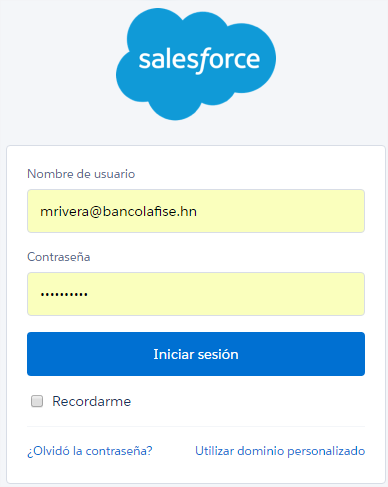 salesforce
Nombre de usuario
mrivera@bancolafise.hn
Contraseña
••••••••••
Iniciar sesión
Recordarme
¿Olvidó la contraseña? Utilizar dominio personalizado